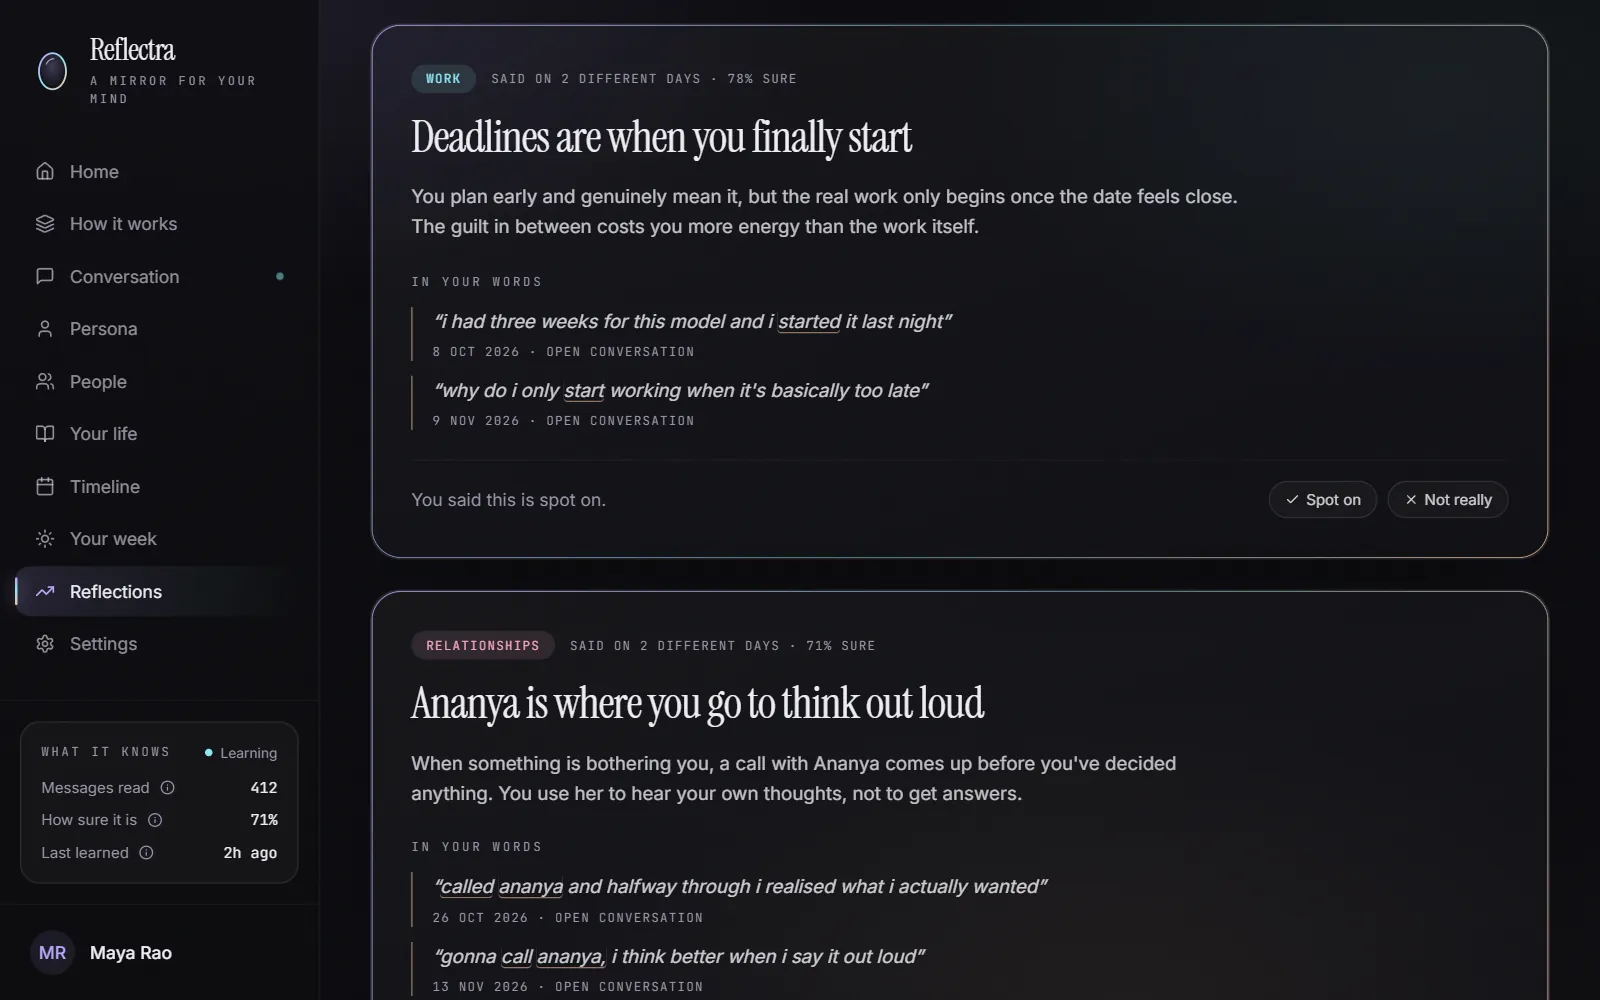 Reflectra
A MIRROR FOR YOUR
MIND
Home
How it works
Conversation
Persona
People
Your life
Timeline
Your week
Reflections
Settings
WHAT IT KNOWS
Learning
Messages read 412
How sure it is 71%
Last learned 2h ago
MR Maya Rao
WORK SAID ON 2 DIFFERENT DAYS · 78% SURE
Deadlines are when you finally start
You plan early and genuinely mean it, but the real work only begins once the date feels close.
The guilt in between costs you more energy than the work itself.
IN YOUR WORDS
“i had three weeks for this model and i started it last night”
8 OCT 2026 · OPEN CONVERSATION
“why do i only start working when it's basically too late”
9 NOV 2026 · OPEN CONVERSATION
You said this is spot on.
Spot on
Not really
RELATIONSHIPS SAID ON 2 DIFFERENT DAYS · 71% SURE
Ananya is where you go to think out loud
When something is bothering you, a call with Ananya comes up before you've decided
anything. You use her to hear your own thoughts, not to get answers.
IN YOUR WORDS
“called ananya and halfway through i realised what i actually wanted”
26 OCT 2026 · OPEN CONVERSATION
“gonna call ananya, i think better when i say it out loud”
13 NOV 2026 · OPEN CONVERSATION